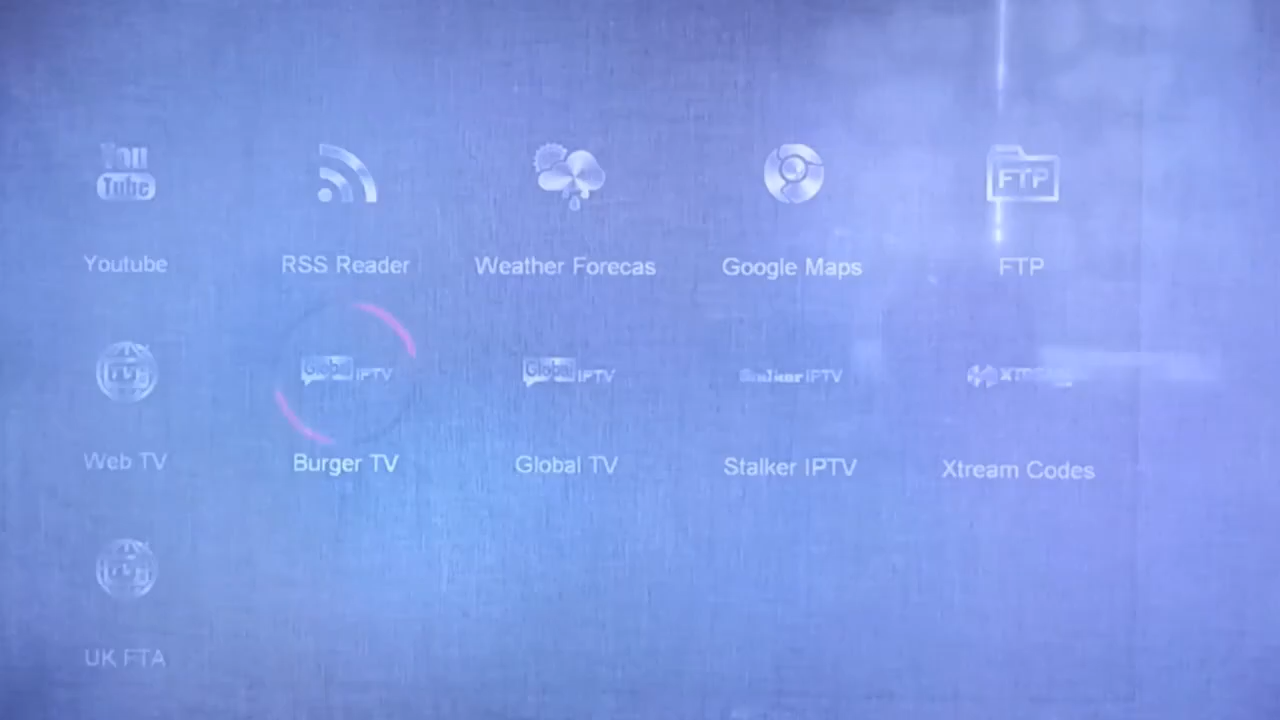 You
Tube
FTP
Youtube
RSS Reader
Weather Forecas
Google Maps
FTP
Global IPTV
Global IPTV
Stalker IPTV
Web TV
Burger TV
Global TV
Stalker IPTV
Xtream Codes
UK FTA